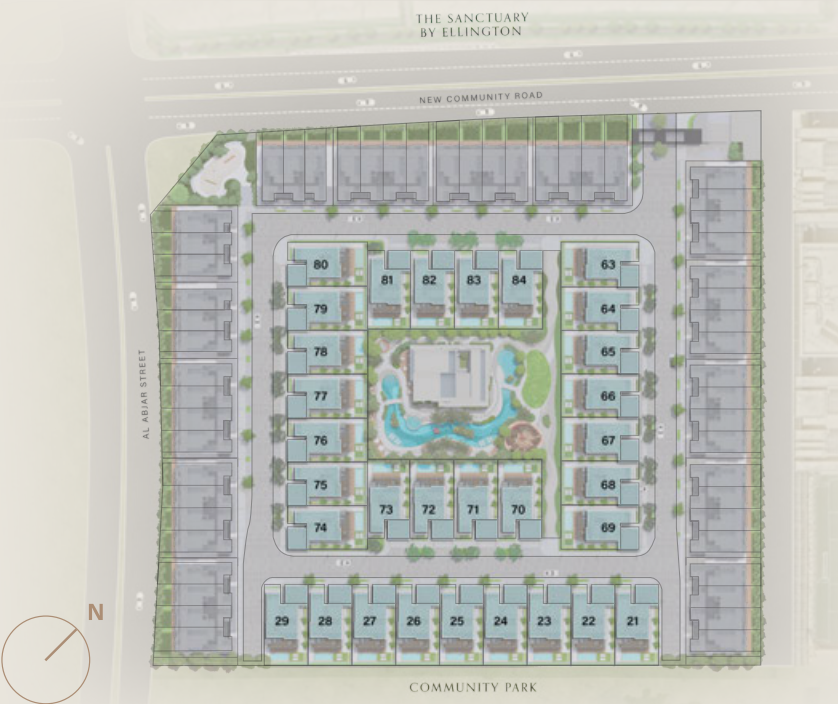 THE SANCTUARY
BY ELLINGTON
NEW COMMUNITY ROAD
80 81 82 83 84 63
79 64
78 65
AL ABJAR STREET
77 66
76 67
75 68
73 72 71 70
74 69
29 28 27 26 25 24 23 22 21
N
COMMUNITY PARK